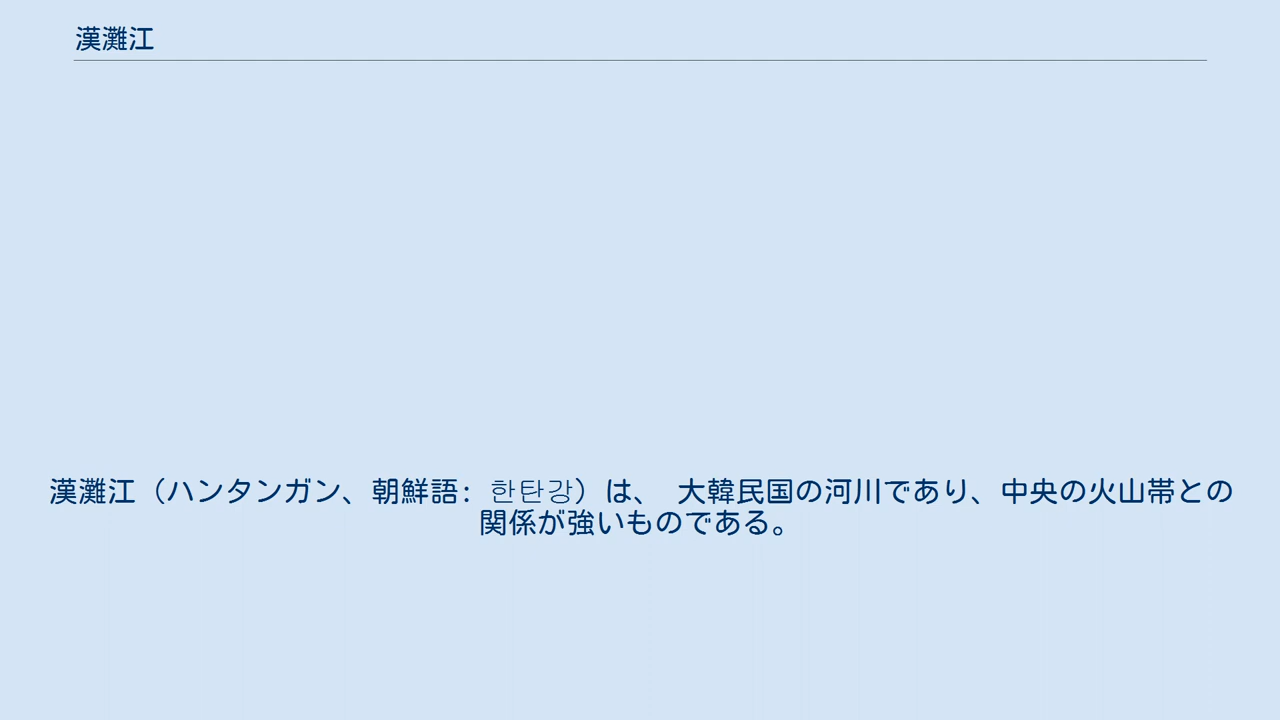 漢灘江
漢灘江（ハンタンガン、朝鮮語: 한탄강）は、 大韓民国の河川であり、中央の火山帯との
関係が強いものである。